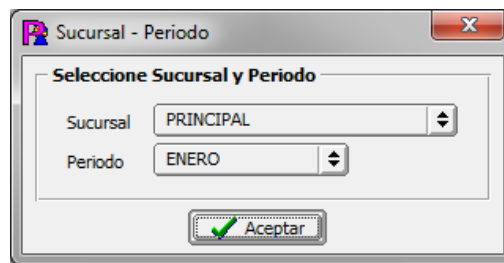 Sucursal - Periodo
Seleccione Sucursal y Periodo
Sucursal PRINCIPAL
Periodo ENERO
Aceptar